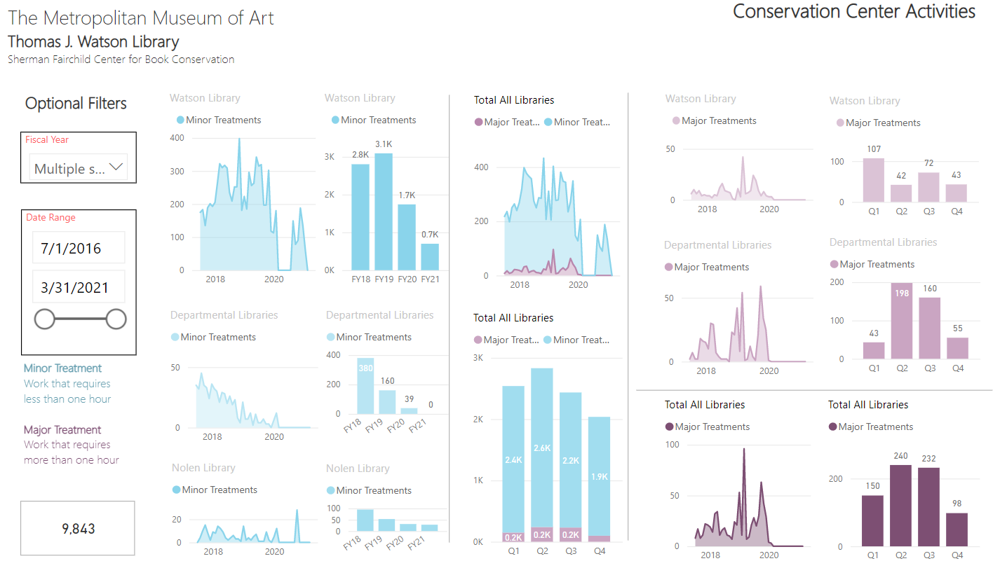 The Metropolitan Museum of Art
Thomas J. Watson Library
Sherman Fairchild Center for Book Conservation
Conservation Center Activities
Optional Filters
Fiscal Year
Multiple s...
Date Range
7/1/2016
3/31/2021
Minor Treatment
Work that requires
less than one hour
Major Treatment
Work that requires
more than one hour
9,843
Watson Library
Minor Treatments
400
300
200
100
0
2018 2020
Watson Library
Minor Treatments
3K
2K
1K
0K
2.8K 3.1K 1.7K 0.7K
FY18 FY19 FY20 FY21
Departmental Libraries
Minor Treatments
50
0
2018 2020
Departmental Libraries
Minor Treatments
400
200
0
380 160 39 0
FY18 FY19 FY20 FY21
Nolen Library
Minor Treatments
20
0
2018 2020
Nolen Library
Minor Treatments
100
50
0
FY18 FY19 FY20 FY21
Total All Libraries
Major Treat... Minor Treat...
400
200
0
2018 2020
Total All Libraries
Major Treat... Minor Treat...
3K
2K
1K
0K
2.4K 2.6K 2.2K 1.9K
0.2K 0.2K 0.2K
Q1 Q2 Q3 Q4
Watson Library
Major Treatments
50
0
2018 2020
Watson Library
Major Treatments
100
0
107 42 72 43
Q1 Q2 Q3 Q4
Departmental Libraries
Major Treatments
50
0
2018 2020
Departmental Libraries
Major Treatments
200
100
0
43 198 160 55
Q1 Q2 Q3 Q4
Total All Libraries
Major Treatments
100
50
0
2018 2020
Total All Libraries
Major Treatments
200
0
150 240 232 98
Q1 Q2 Q3 Q4